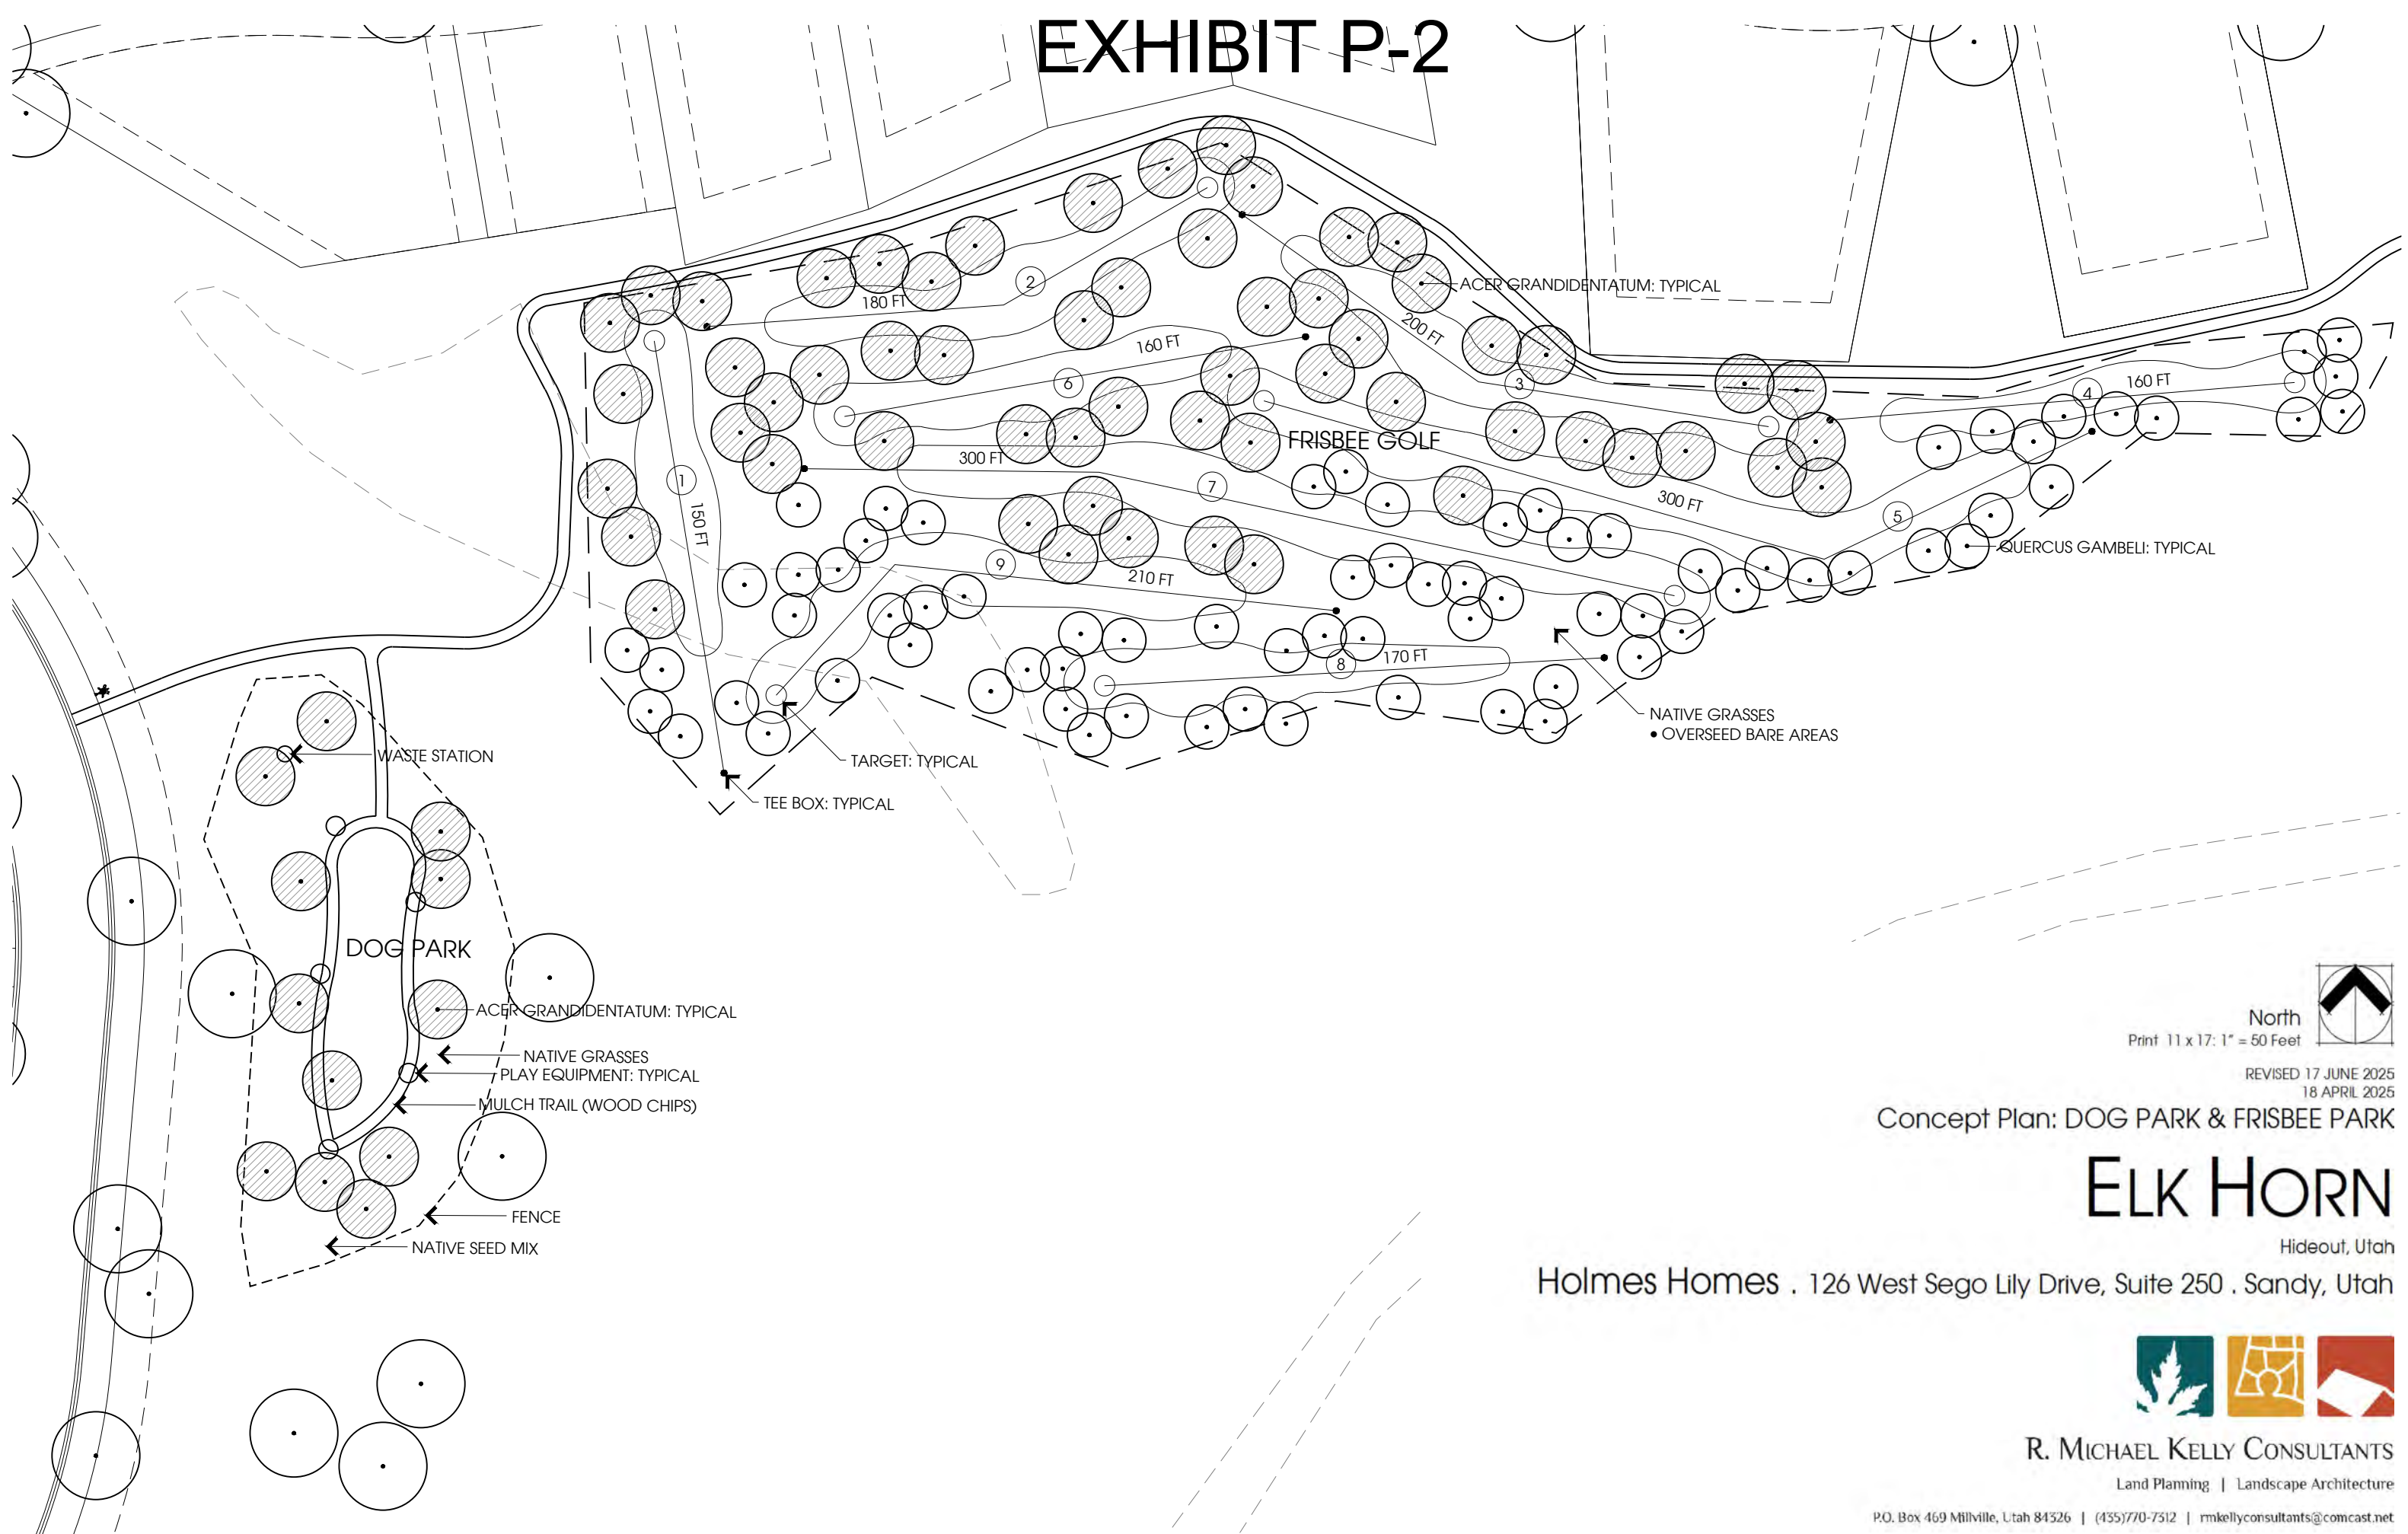 EXHIBIT P-2
2
180 FT
ACER GRANDIDENTATUM: TYPICAL
200 FT
160 FT
6
3
4
160 FT
FRISBEE GOLF
300 FT
1
7
150 FT
300 FT
5
QUERCUS GAMBELI: TYPICAL
9
210 FT
8
170 FT
NATIVE GRASSES
• OVERSEED BARE AREAS
WASTE STATION
TARGET: TYPICAL
TEE BOX: TYPICAL
DOG PARK
ACER GRANDIDENTATUM: TYPICAL
NATIVE GRASSES
PLAY EQUIPMENT: TYPICAL
MULCH TRAIL (WOOD CHIPS)
FENCE
NATIVE SEED MIX
North
Print 11 x 17: 1" = 50 Feet
REVISED 17 JUNE 2025
18 APRIL 2025
Concept Plan: DOG PARK & FRISBEE PARK
ELK HORN
Hideout, Utah
Holmes Homes . 126 West Sego Lily Drive, Suite 250 . Sandy, Utah
R. MICHAEL KELLY CONSULTANTS
Land Planning | Landscape Architecture
P.O. Box 469 Millville, Utah 84326 | (435)770-7312 | rmkellyconsultants@comcast.net